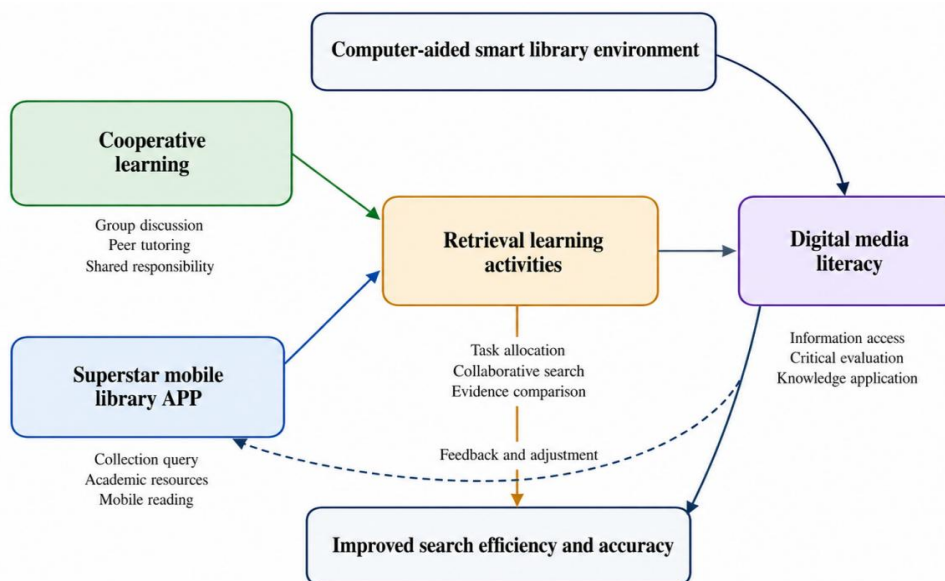 Computer-aided smart library environment
Cooperative
learning
Group discussion
Peer tutoring
Shared responsibility
Retrieval learning
activities
Digital media
literacy
Superstar mobile
library APP
Task allocation
Collaborative search
Evidence comparison
Information access
Critical evaluation
Knowledge application
Collection query
Academic resources
Mobile reading
Feedback and adjustment
Improved search efficiency and accuracy